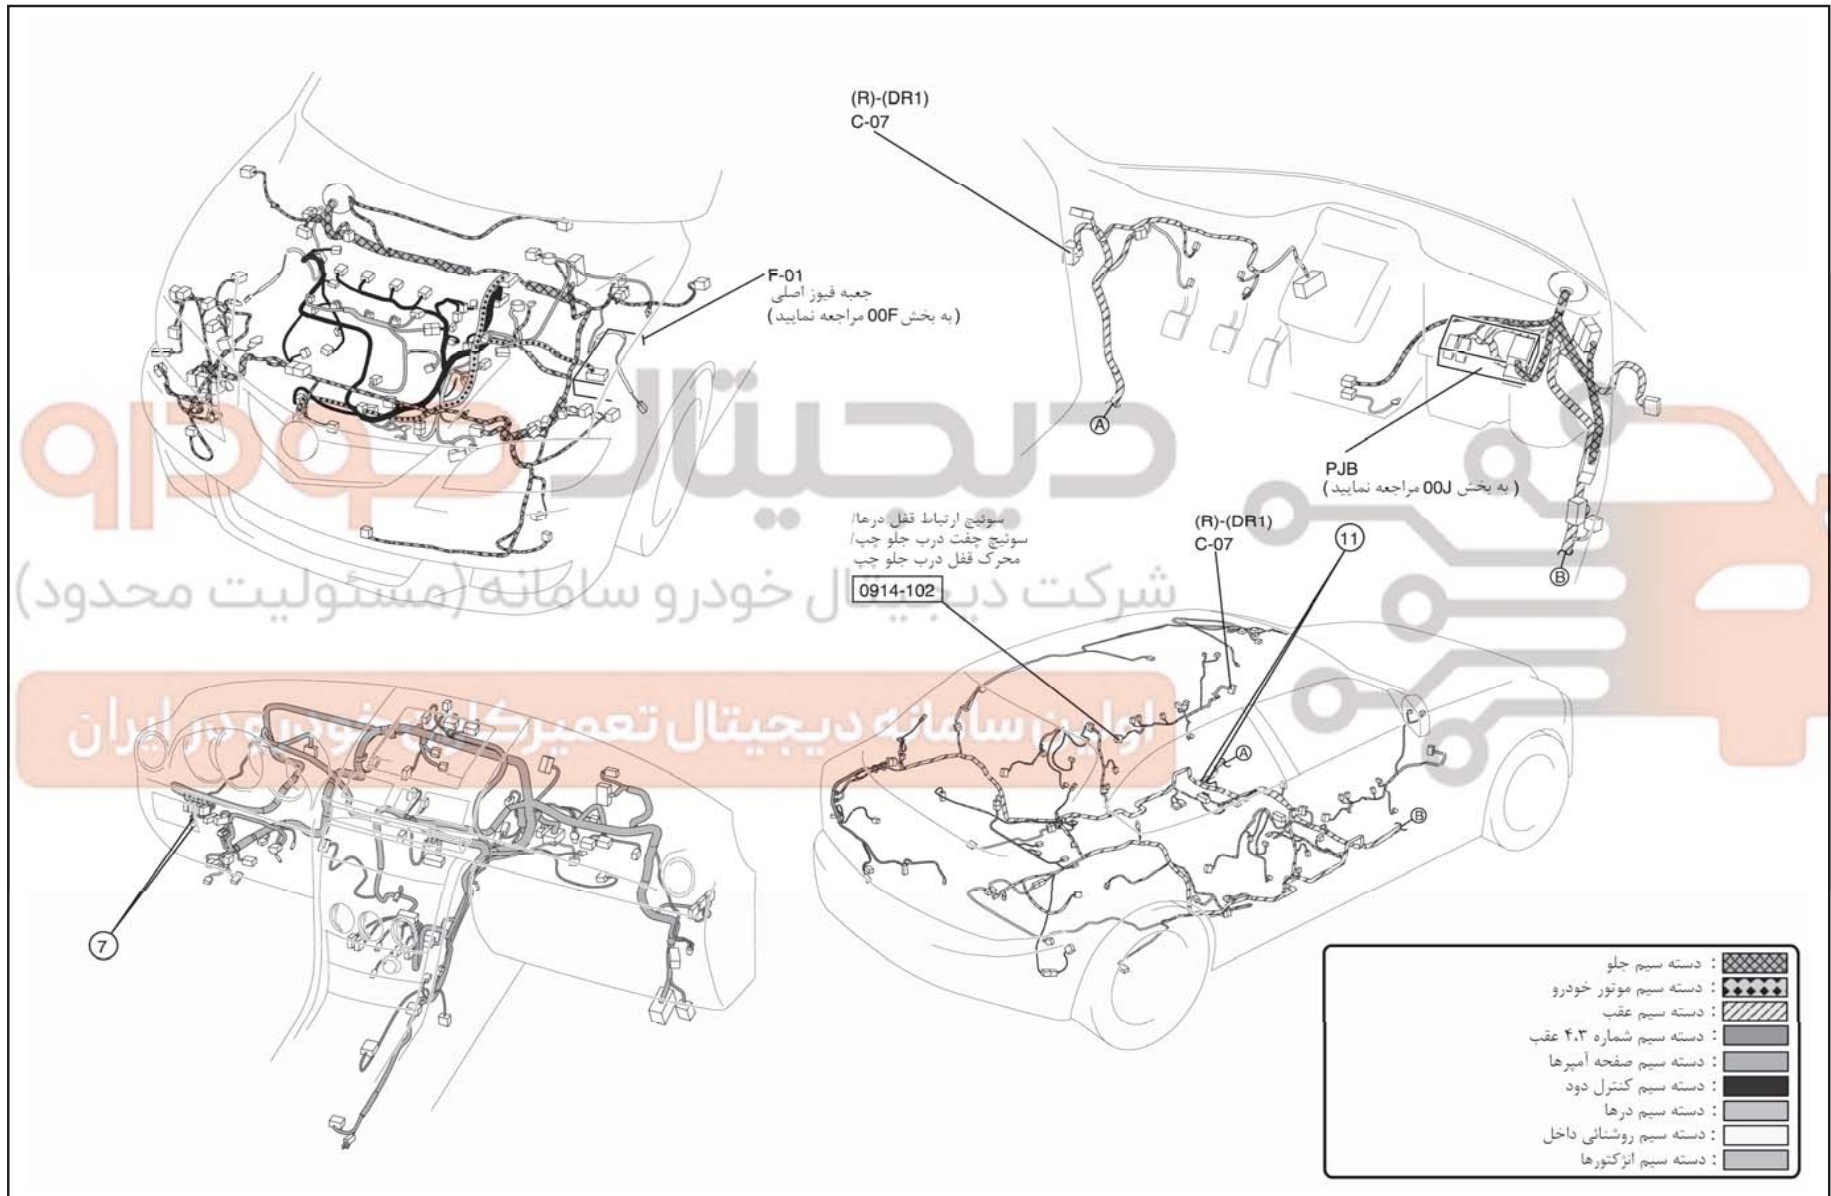 (R)-(DR1)
C-07
F-01
جعبه فیوز اصلی
(به بخش 00F مراجعه نمایید)
A
PJB
(به بخش 00J مراجعه نمایید)
B
دیجیتال خودرو
شرکت دیجیتال خودرو سامانه (مسئولیت محدود)
اولین سامانه دیجیتال تعمیرکاران خودرو در ایران
سوئیچ ارتباط قفل درها/
سوئیچ چفت درب جلو چپ/
محرک قفل درب جلو چپ
0914-102
(R)-(DR1)
C-07
11
A
B
7
: دسته سیم جلو
: دسته سیم موتور خودرو
: دسته سیم عقب
: دسته سیم شماره ۴،۳ عقب
: دسته سیم صفحه آمپرها
: دسته سیم کنترل دود
: دسته سیم درها
: دسته سیم روشنائی داخل
: دسته سیم انژکتورها